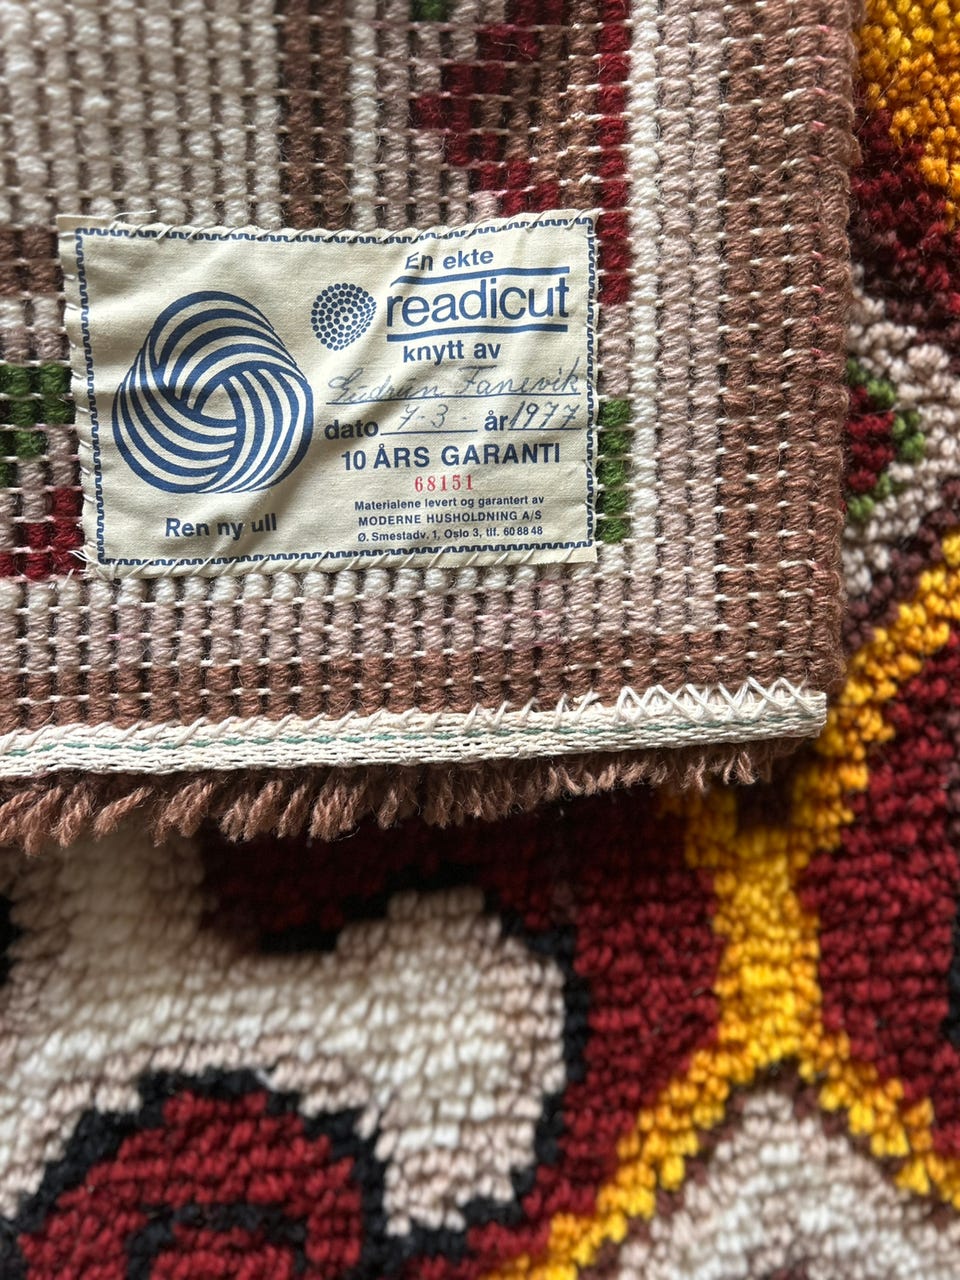 En ekte
readicut
knytt av
Gudrun Fanevik
dato 7-3- år 1977
10 ÅRS GARANTI
68151
Materialene levert og garantert av
MODERNE HUSHOLDNING A/S
Ø. Smestadv. 1, Oslo 3, tlf. 60 88 48
Ren ny ull